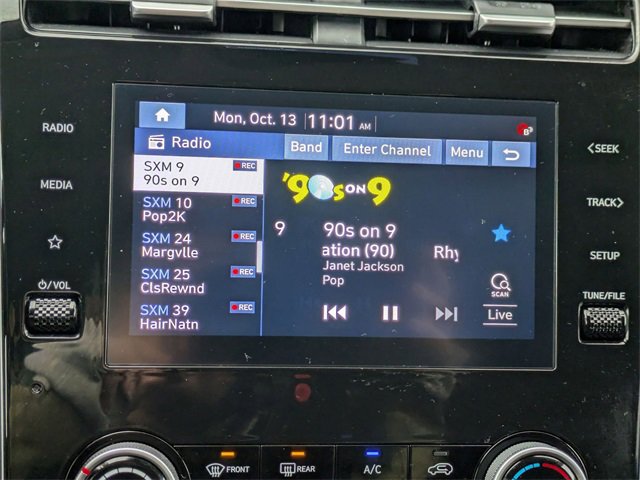 Mon, Oct. 13 11:01 AM
B
Radio Band Enter Channel Menu
SXM 9 REC
90s on 9
SXM 10 REC
Pop2K
SXM 24 REC
Margvlle
SXM 25 REC
ClsRewnd
SXM 39 REC
HairNatn
'90s ON 9
9 90s on 9
ation (90) Rhy
Janet Jackson
Pop
SCAN
Live
RADIO
MEDIA
/VOL
<SEEK
TRACK>
SETUP
TUNE/FILE
FRONT
REAR
A/C